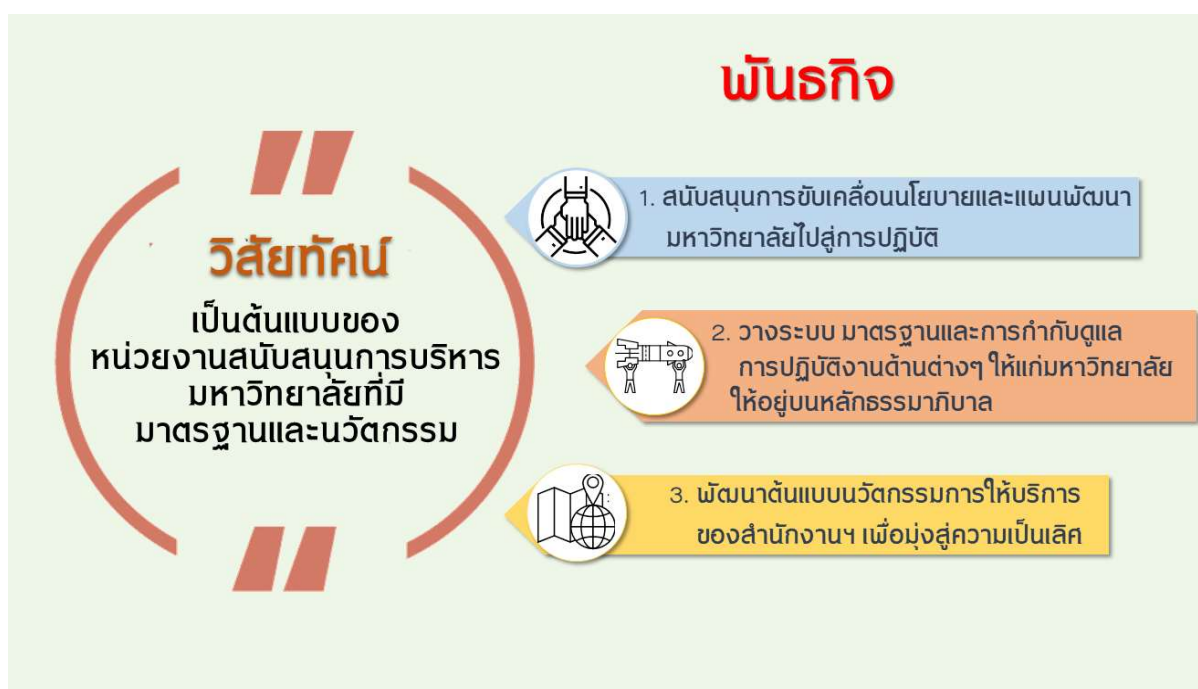 พันธกิจ
วิสัยทัศน์
เป็นต้นแบบของ
หน่วยงานสนับสนุนการบริหาร
มหาวิทยาลัยที่มี
มาตรฐานและนวัตกรรม
1. สนับสนุนการขับเคลื่อนนโยบายและแผนพัฒนา
มหาวิทยาลัยไปสู่การปฏิบัติ
2. วางระบบ มาตรฐานและการกำกับดูแล
การปฏิบัติงานด้านต่างๆ ให้แก่มหาวิทยาลัย
ให้อยู่บนหลักธรรมาภิบาล
3. พัฒนาต้นแบบนวัตกรรมการให้บริการ
ของสำนักงานฯ เพื่อมุ่งสู่ความเป็นเลิศ